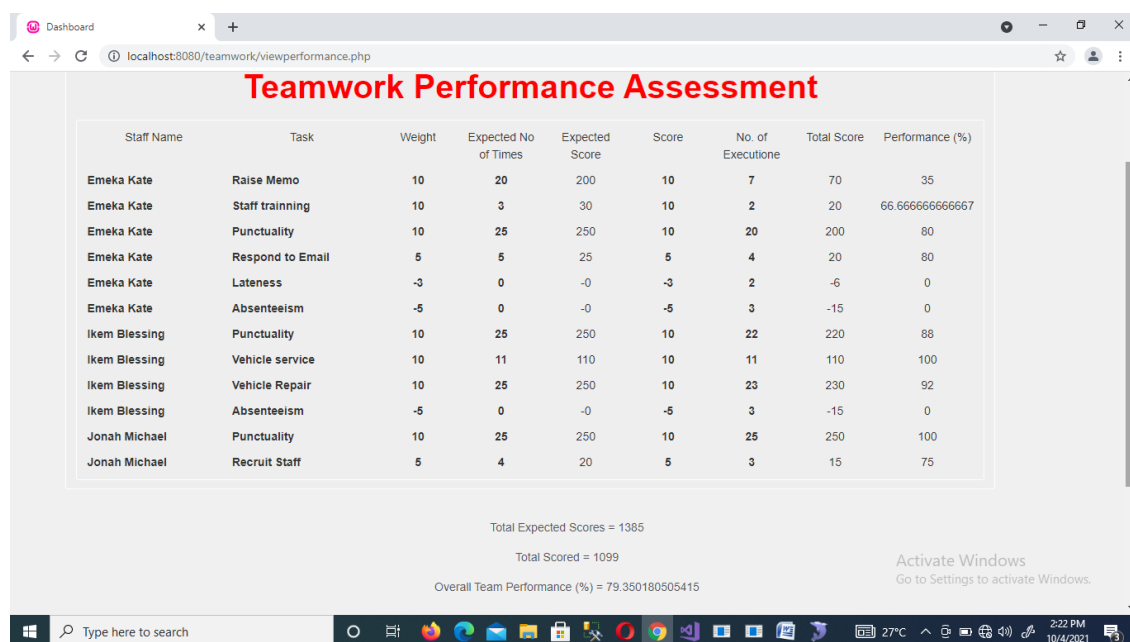 Dashboard
localhost:8080/teamwork/viewperformance.php
Teamwork Performance Assessment
Staff Name Task Weight Expected No of Times Expected Score Score No. of Executione Total Score Performance (%)
Emeka Kate Raise Memo 10 20 200 10 7 70 35
Emeka Kate Staff trainning 10 3 30 10 2 20 66.666666666667
Emeka Kate Punctuality 10 25 250 10 20 200 80
Emeka Kate Respond to Email 5 5 25 5 4 20 80
Emeka Kate Lateness -3 0 -0 -3 2 -6 0
Emeka Kate Absenteeism -5 0 -0 -5 3 -15 0
Ikem Blessing Punctuality 10 25 250 10 22 220 88
Ikem Blessing Vehicle service 10 11 110 10 11 110 100
Ikem Blessing Vehicle Repair 10 25 250 10 23 230 92
Ikem Blessing Absenteeism -5 0 -0 -5 3 -15 0
Jonah Michael Punctuality 10 25 250 10 25 250 100
Jonah Michael Recruit Staff 5 4 20 5 3 15 75
Total Expected Scores = 1385
Total Scored = 1099
Overall Team Performance (%) = 79.350180505415
Activate Windows
Go to Settings to activate Windows.
Type here to search
27°C
2:22 PM
10/4/2021
3